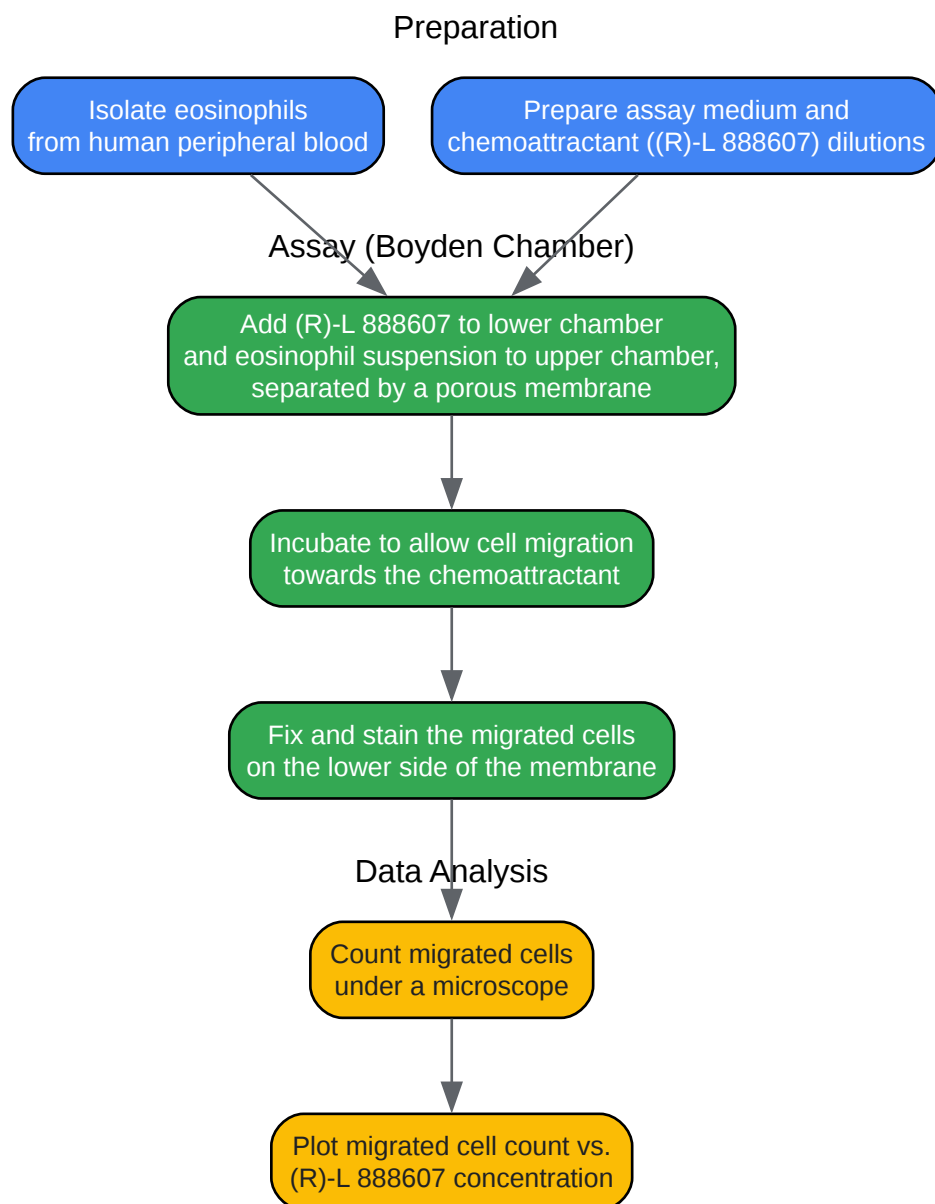 Preparation
Isolate eosinophils
from human peripheral blood
Prepare assay medium and
chemoattractant ((R)-L 888607) dilutions
Assay (Boyden Chamber)
Add (R)-L 888607 to lower chamber
and eosinophil suspension to upper chamber,
separated by a porous membrane
Incubate to allow cell migration
towards the chemoattractant
Fix and stain the migrated cells
on the lower side of the membrane
Data Analysis
Count migrated cells
under a microscope
Plot migrated cell count vs.
(R)-L 888607 concentration